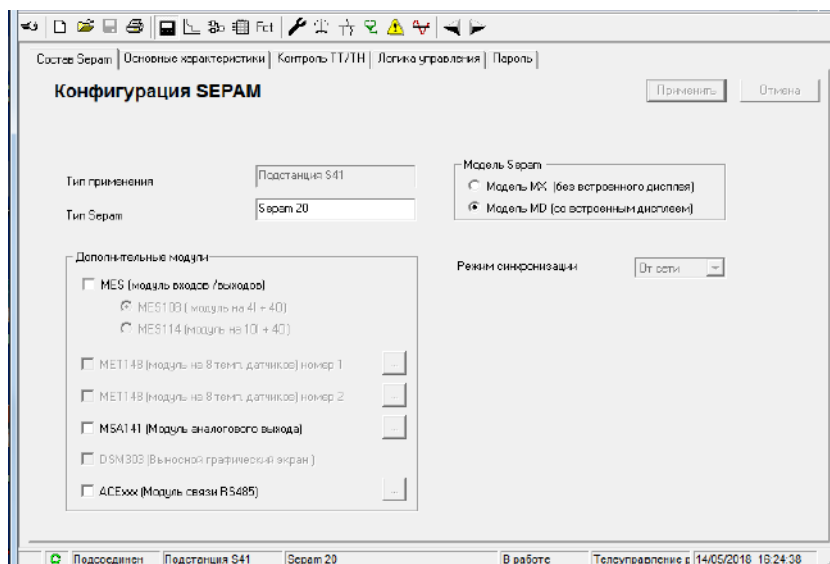 Fct
Состав Sepam Основные характеристики Контроль ТТ/ТН Логика управления Пароль
Конфигурация SEPAM
Применить Отмена
Тип применения Подстанция S41
Тип Sepam Sepam 20
Модель Sepam
Модель MX (без встроенного дисплея)
Модель MD (со встроенным дисплеем)
Режим синхронизации От сети
Дополнительные модули
MES (модуль входов /выходов)
MES108 ( модуль на 4I + 4O)
MES114 (модуль на 10I + 4O)
MET148 (модуль на 8 темп. датчиков) номер 1 ...
MET148 (модуль на 8 темп. датчиков) номер 2 ...
MSA141 (Модуль аналогового выхода) ...
DSM303 (Выносной графический экран )
ACExxx (Модуль связи RS485) ...
Подсоединен Подстанция S41 Sepam 20 В работе Телеуправление р 14/05/2018 16:24:38